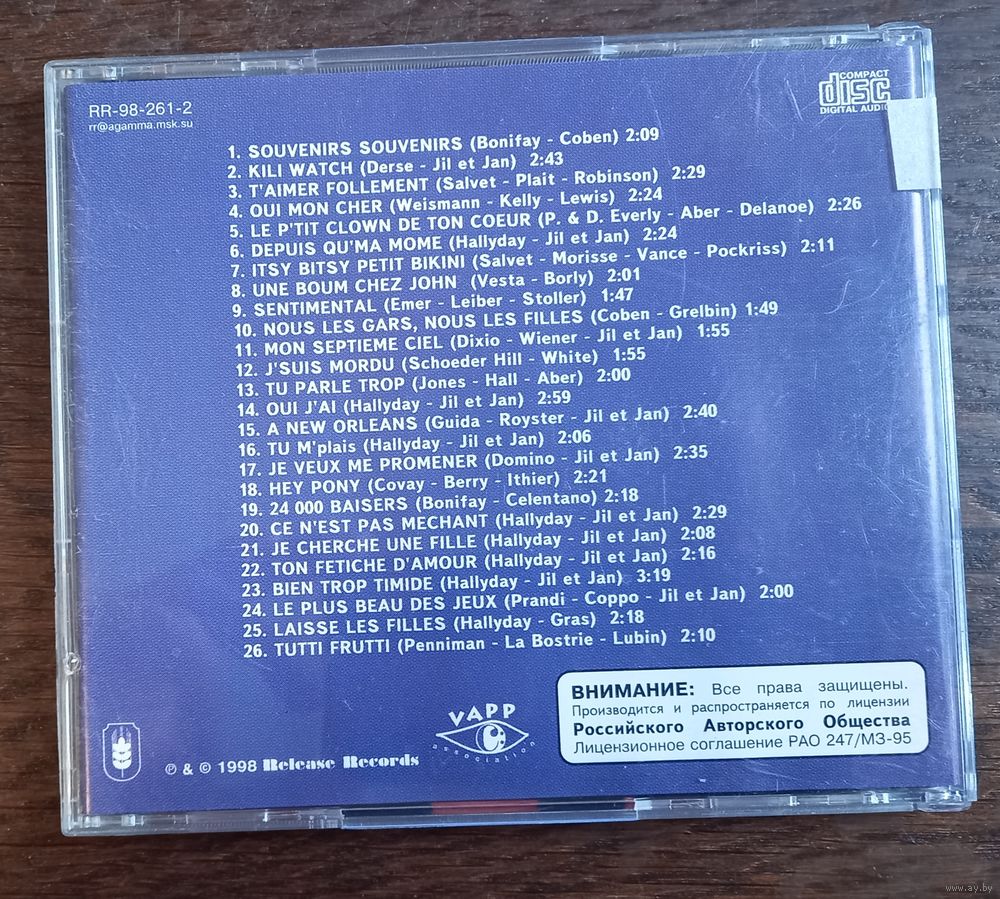 RR-98-261-2
rr@agamma.msk.su
COMPACT
disc
DIGITAL AUDIO
1. SOUVENIRS SOUVENIRS (Bonifay - Coben) 2:09
2. KILI WATCH (Derse - Jil et Jan) 2:43
3. T'AIMER FOLLEMENT (Salvet - Plait - Robinson) 2:29
4. OUI MON CHER (Weismann - Kelly - Lewis) 2:24
5. LE P'TIT CLOWN DE TON COEUR (P. & D. Everly - Aber - Delanoe) 2:26
6. DEPUIS QU'MA MOME (Hallyday - Jil et Jan) 2:24
7. ITSY BITSY PETIT BIKINI (Salvet - Morisse - Vance - Pockriss) 2:11
8. UNE BOUM CHEZ JOHN (Vesta - Borly) 2:01
9. SENTIMENTAL (Emer - Leiber - Stoller) 1:47
10. NOUS LES GARS, NOUS LES FILLES (Coben - Grelbin) 1:49
11. MON SEPTIEME CIEL (Dixio - Wiener - Jil et Jan) 1:55
12. J'SUIS MORDU (Schoeder Hill - White) 1:55
13. TU PARLE TROP (Jones - Hall - Aber) 2:00
14. OUI J'AI (Hallyday - Jil et Jan) 2:59
15. A NEW ORLEANS (Guida - Royster - Jil et Jan) 2:40
16. TU M'plais (Hallyday - Jil et Jan) 2:06
17. JE VEUX ME PROMENER (Domino - Jil et Jan) 2:35
18. HEY PONY (Covay - Berry - Ithier) 2:21
19. 24 000 BAISERS (Bonifay - Celentano) 2:18
20. CE N'EST PAS MECHANT (Hallyday - Jil et Jan) 2:29
21. JE CHERCHE UNE FILLE (Hallyday - Jil et Jan) 2:08
22. TON FETICHE D'AMOUR (Hallyday - Jil et Jan) 2:16
23. BIEN TROP TIMIDE (Hallyday - Jil et Jan) 3:19
24. LE PLUS BEAU DES JEUX (Prandi - Coppo - Jil et Jan) 2:00
25. LAISSE LES FILLES (Hallyday - Gras) 2:18
26. TUTTI FRUTTI (Penniman - La Bostrie - Lubin) 2:10
℗ & © 1998 Release Records
VAPP
association
ВНИМАНИЕ: Все права защищены.
Производится и распространяется по лицензии
Российского Авторского Общества
Лицензионное соглашение РАО 247/МЗ-95
www.ay.by